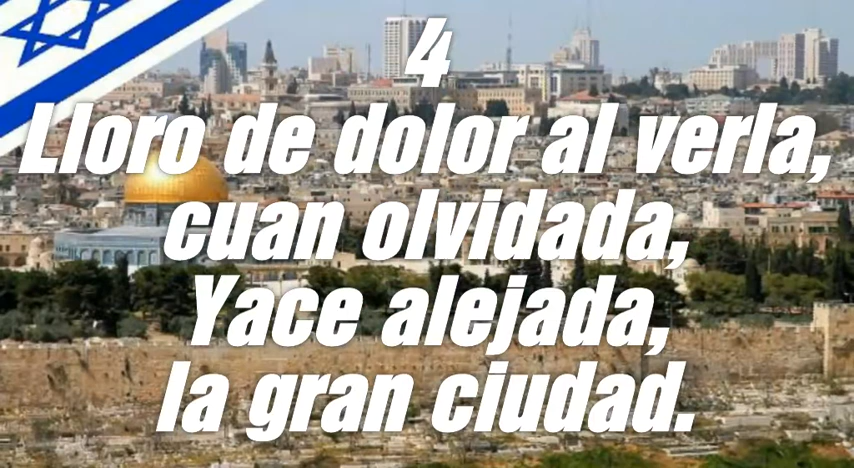 4
Lloro de dolor al verla,
cuan olvidada,
Yace alejada,
la gran ciudad.